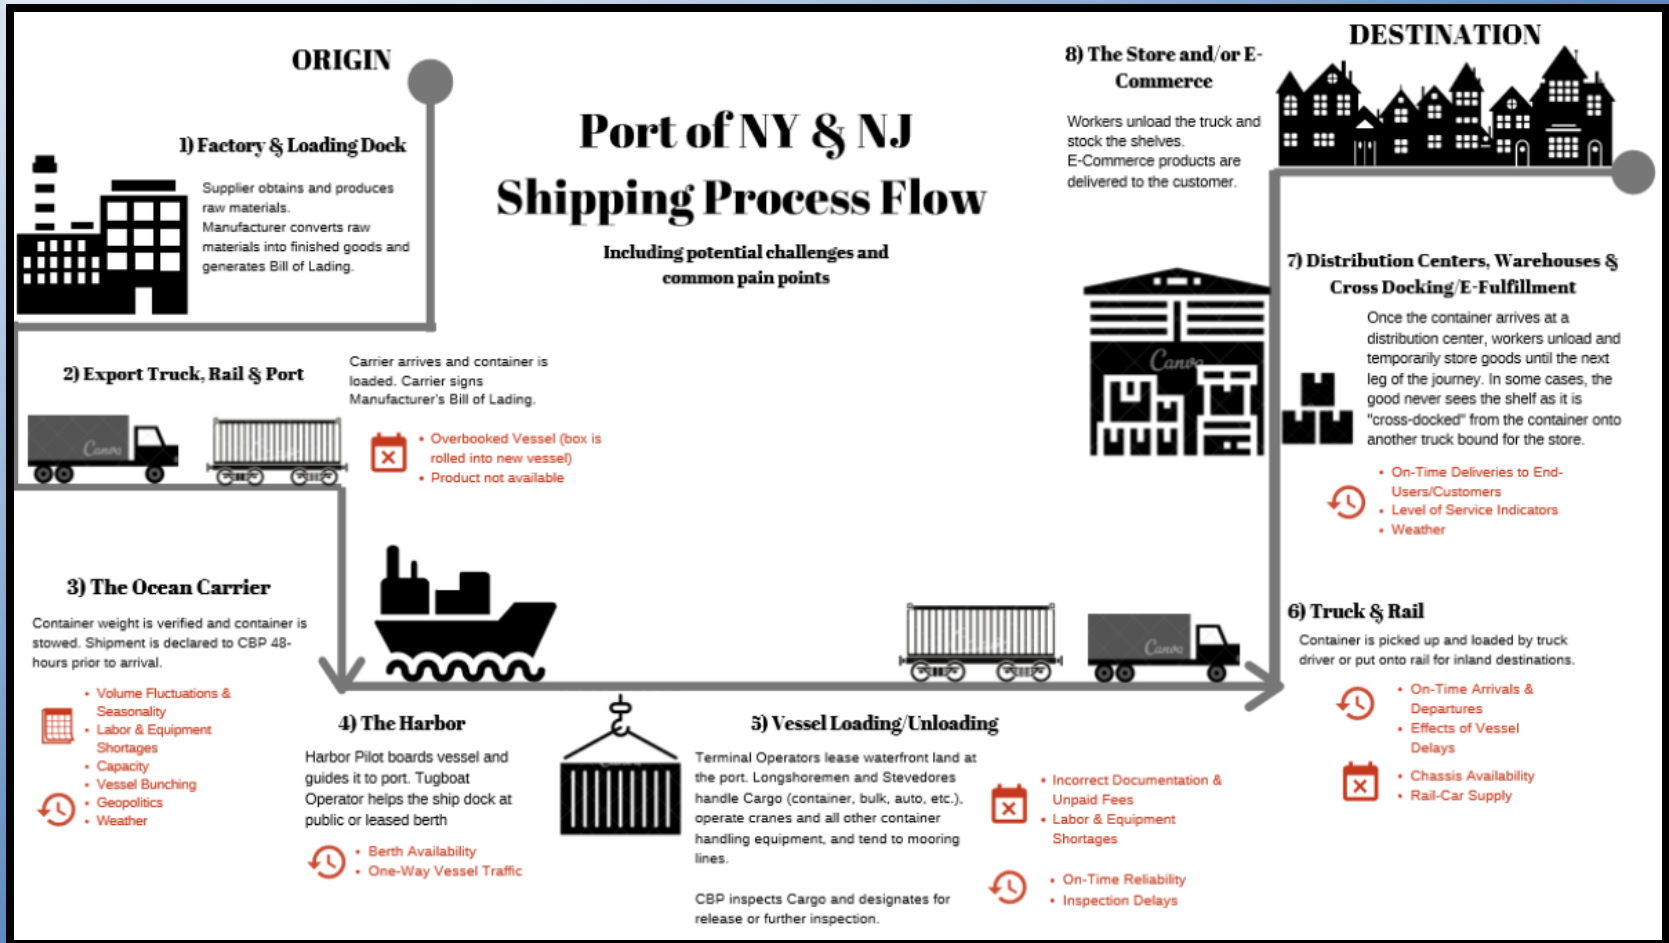 ORIGIN
1) Factory & Loading Dock
Supplier obtains and produces
raw materials.
Manufacturer converts raw
materials into finished goods and
generates Bill of Lading.
Port of NY & NJ
Shipping Process Flow
Including potential challenges and
common pain points
2) Export Truck, Rail & Port
Carrier arrives and container is
loaded. Carrier signs
Manufacturer's Bill of Lading.
• Overbooked Vessel (box is
rolled into new vessel)
• Product not available
Canva
3) The Ocean Carrier
Container weight is verified and container is
stowed. Shipment is declared to CBP 48-
hours prior to arrival.
• Volume Fluctuations &
Seasonality
• Labor & Equipment
Shortages
• Capacity
• Vessel Bunching
• Geopolitics
• Weather
4) The Harbor
Harbor Pilot boards vessel and
guides it to port. Tugboat
Operator helps the ship dock at
public or leased berth
• Berth Availability
• One-Way Vessel Traffic
5) Vessel Loading/Unloading
Terminal Operators lease waterfront land at
the port. Longshoremen and Stevedores
handle Cargo (container, bulk, auto, etc.),
operate cranes and all other container
handling equipment, and tend to mooring
lines.
CBP inspects Cargo and designates for
release or further inspection.
• Incorrect Documentation &
Unpaid Fees
• Labor & Equipment
Shortages
• On-Time Reliability
• Inspection Delays
Canva
6) Truck & Rail
Container is picked up and loaded by truck
driver or put onto rail for inland destinations.
• On-Time Arrivals &
Departures
• Effects of Vessel
Delays
• Chassis Availability
• Rail-Car Supply
7) Distribution Centers, Warehouses &
Cross Docking/E-Fulfillment
Once the container arrives at a
distribution center, workers unload and
temporarily store goods until the next
leg of the journey. In some cases, the
good never sees the shelf as it is
"cross-docked" from the container onto
another truck bound for the store.
• On-Time Deliveries to End-
Users/Customers
• Level of Service Indicators
• Weather
Canva
8) The Store and/or E-
Commerce
Workers unload the truck and
stock the shelves.
E-Commerce products are
delivered to the customer.
DESTINATION